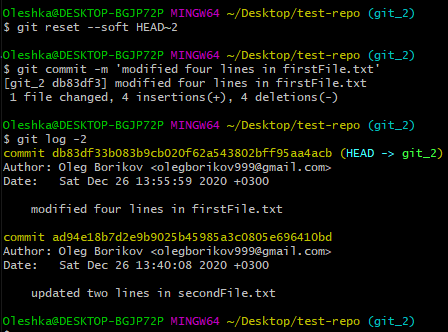 Oleshka@DESKTOP-BGJP72P MINGW64 ~/Desktop/test-repo (git_2)
$ git reset --soft HEAD~2
Oleshka@DESKTOP-BGJP72P MINGW64 ~/Desktop/test-repo (git_2)
$ git commit -m 'modified four lines in firstFile.txt'
[git_2 db83df3] modified four lines in firstFile.txt
1 file changed, 4 insertions(+), 4 deletions(-)
Oleshka@DESKTOP-BGJP72P MINGW64 ~/Desktop/test-repo (git_2)
$ git log -2
commit db83df33b083b9cb020f62a543802bff95aa4acb (HEAD -> git_2)
Author: Oleg Borikov <olegborikov999@gmail.com>
Date: Sat Dec 26 13:55:59 2020 +0300
modified four lines in firstFile.txt
commit ad94e18b7d2e9b9025b45985a3c0805e696410bd
Author: Oleg Borikov <olegborikov999@gmail.com>
Date: Sat Dec 26 13:40:08 2020 +0300
updated two lines in secondFile.txt
Oleshka@DESKTOP-BGJP72P MINGW64 ~/Desktop/test-repo (git_2)